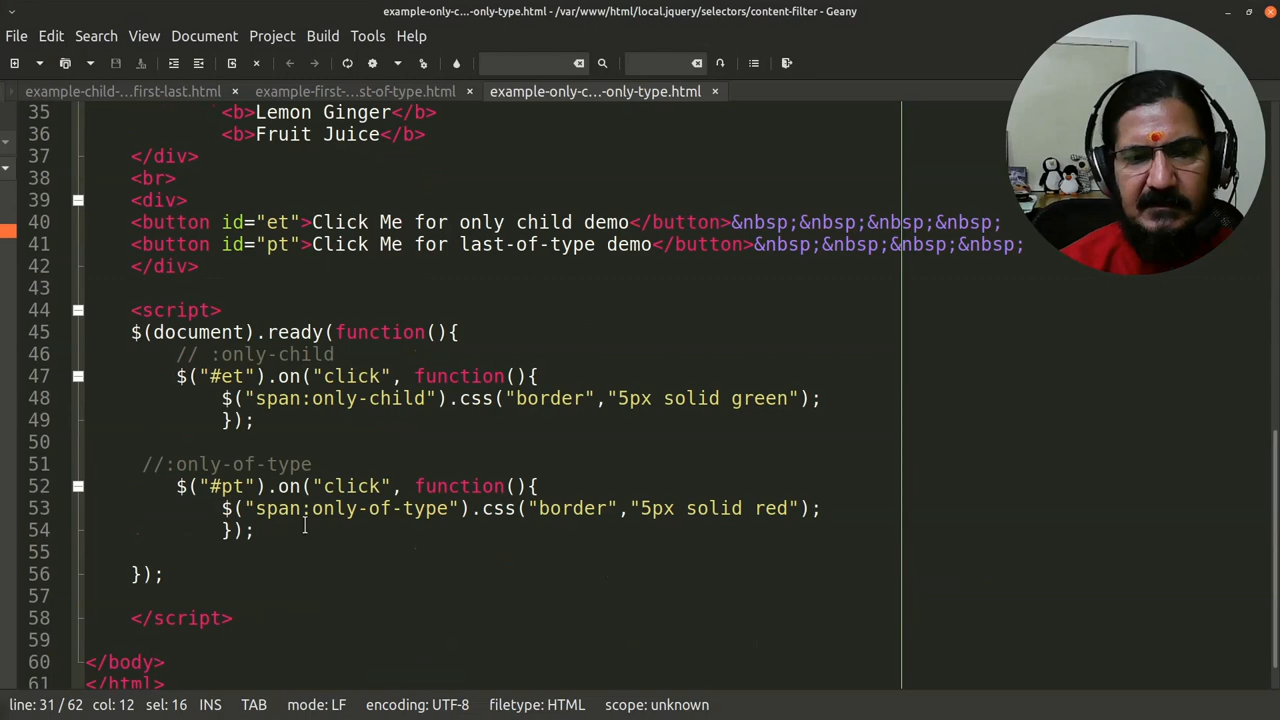 example-only-c...-only-type.html - /var/www/html/local.jquery/selectors/content-filter - Geany
File Edit Search View Document Project Build Tools Help
example-child-...first-last.html × example-first-...st-of-type.html × example-only-c...-only-type.html ×
35 <b>Lemon Ginger</b>
36 <b>Fruit Juice</b>
37 </div>
38 <br>
39 <div>
40 <button id="et">Click Me for only child demo</button>&nbsp;&nbsp;&nbsp;&nbsp;
41 <button id="pt">Click Me for last-of-type demo</button>&nbsp;&nbsp;&nbsp;&nbsp;
42 </div>
43
44 <script>
45 $(document).ready(function(){
46 // :only-child
47 $("#et").on("click", function(){
48 $("span:only-child").css("border","5px solid green");
49 });
50
51 //:only-of-type
52 $("#pt").on("click", function(){
53 $("span:only-of-type").css("border","5px solid red");
54 });
55
56 });
57
58 </script>
59
60 </body>
61 </html>
line: 31 / 62 col: 12 sel: 16 INS TAB mode: LF encoding: UTF-8 filetype: HTML scope: unknown